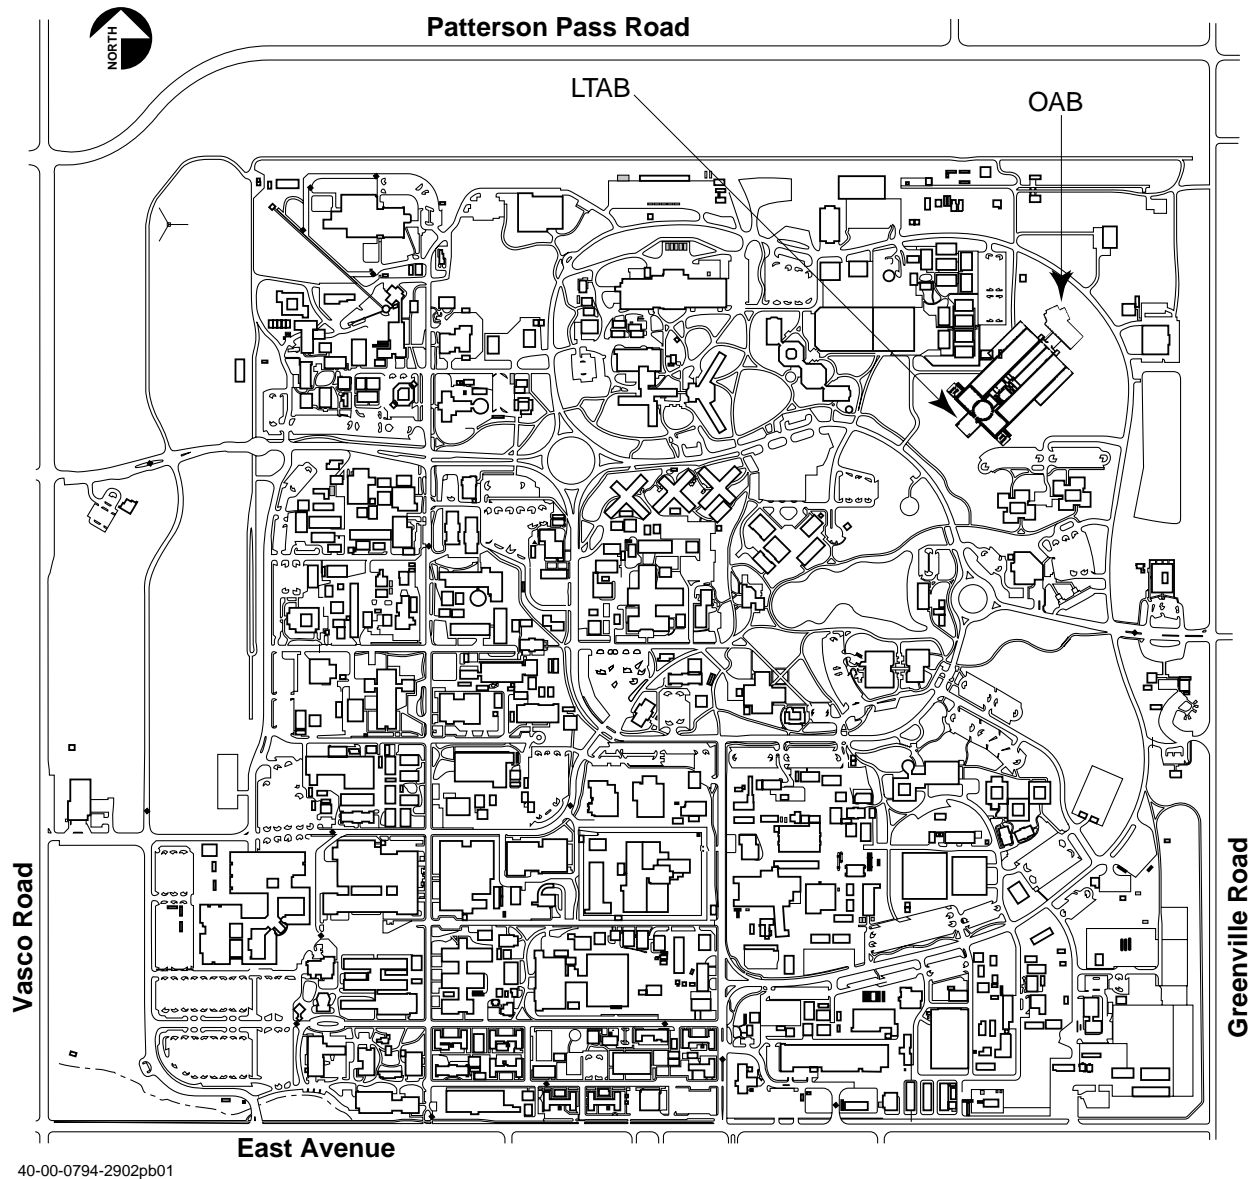 Patterson Pass Road
NORTH
LTAB
OAB
Vasco Road
Greenville Road
East Avenue
40-00-0794-2902pb01